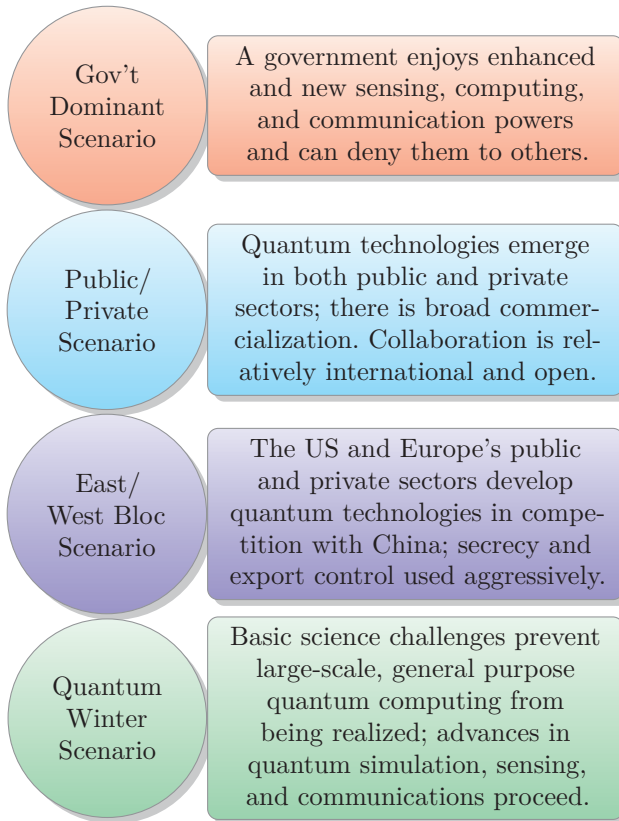 Gov't
Dominant
Scenario
A government enjoys enhanced
and new sensing, computing,
and communication powers
and can deny them to others.
Public/
Private
Scenario
Quantum technologies emerge
in both public and private
sectors; there is broad commer-
cialization. Collaboration is rel-
atively international and open.
East/
West Bloc
Scenario
The US and Europe's public
and private sectors develop
quantum technologies in compe-
tition with China; secrecy and
export control used aggressively.
Quantum
Winter
Scenario
Basic science challenges prevent
large-scale, general purpose
quantum computing from
being realized; advances in
quantum simulation, sensing,
and communications proceed.